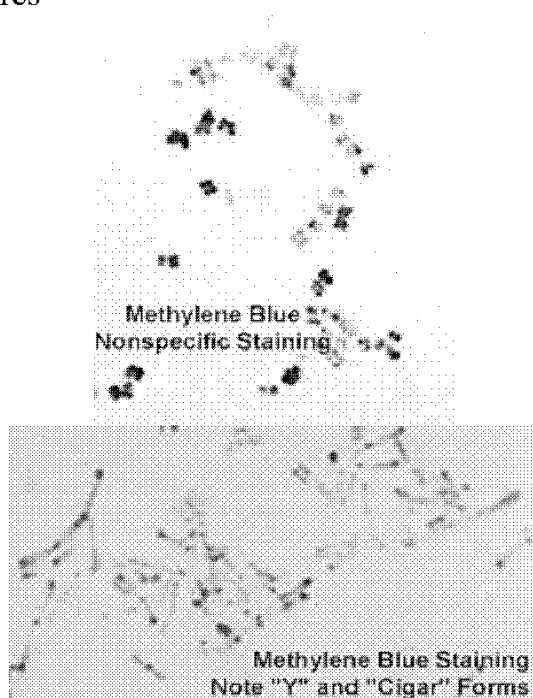 Methylene Blue
Nonspecific Staining
Methylene Blue Staining
Note "Y" and "Cigar" Forms